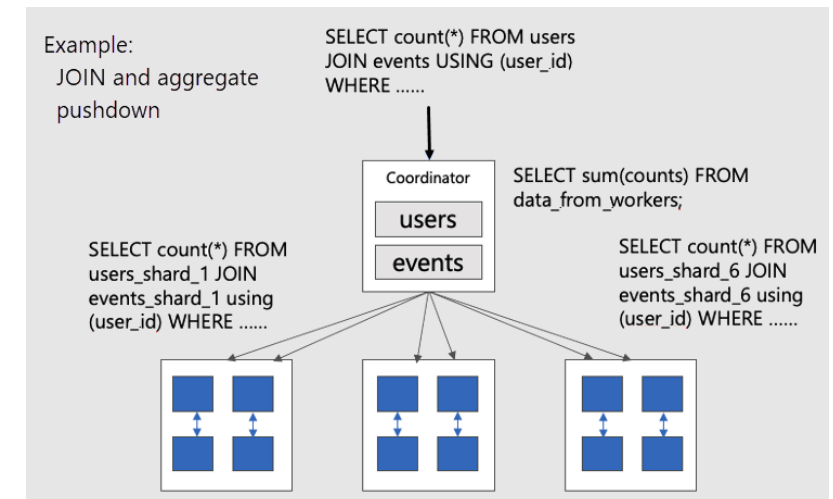 Example:
JOIN and aggregate
pushdown
SELECT count(*) FROM users
JOIN events USING (user_id)
WHERE ......
Coordinator
users
events
SELECT sum(counts) FROM
data_from_workers;
SELECT count(*) FROM
users_shard_1 JOIN
events_shard_1 using
(user_id) WHERE ......
SELECT count(*) FROM
users_shard_6 JOIN
events_shard_6 using
(user_id) WHERE ......